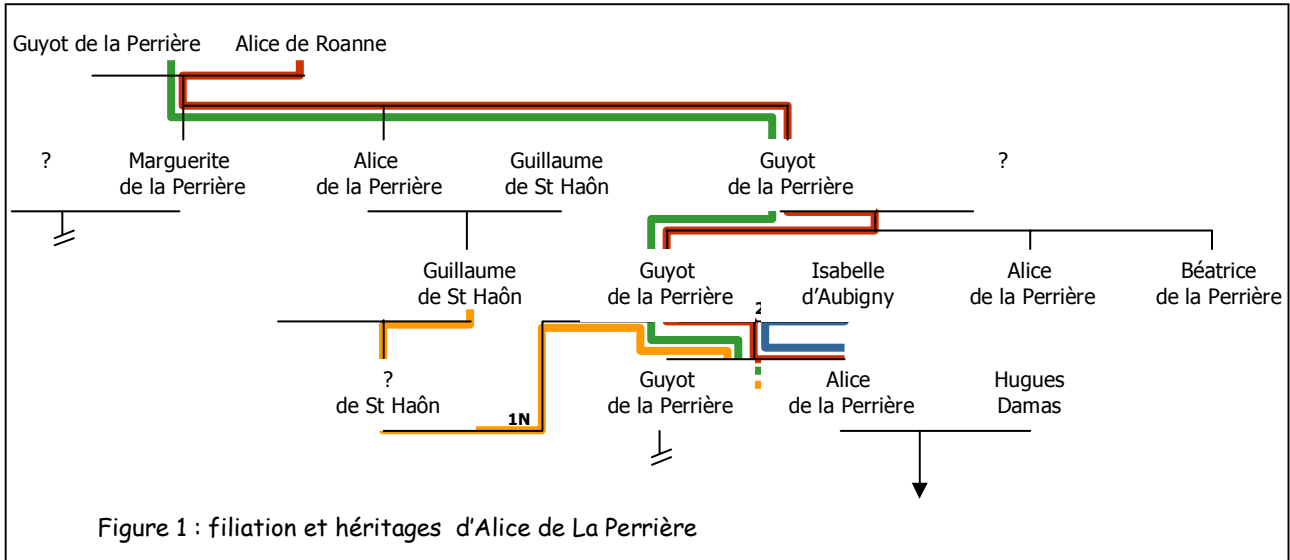 Guyot de la Perrière Alice de Roanne
? Marguerite Alice Guillaume Guyot ?
de la Perrière de la Perrière de St Haôn de la Perrière
Guillaume Guyot Isabelle Alice Béatrice
de St Haôn de la Perrière d'Aubigny de la Perrière de la Perrière
? Guyot Alice Hugues
de St Haôn de la Perrière de la Perrière Damas
1N
Figure 1 : filiation et héritages d'Alice de La Perrière